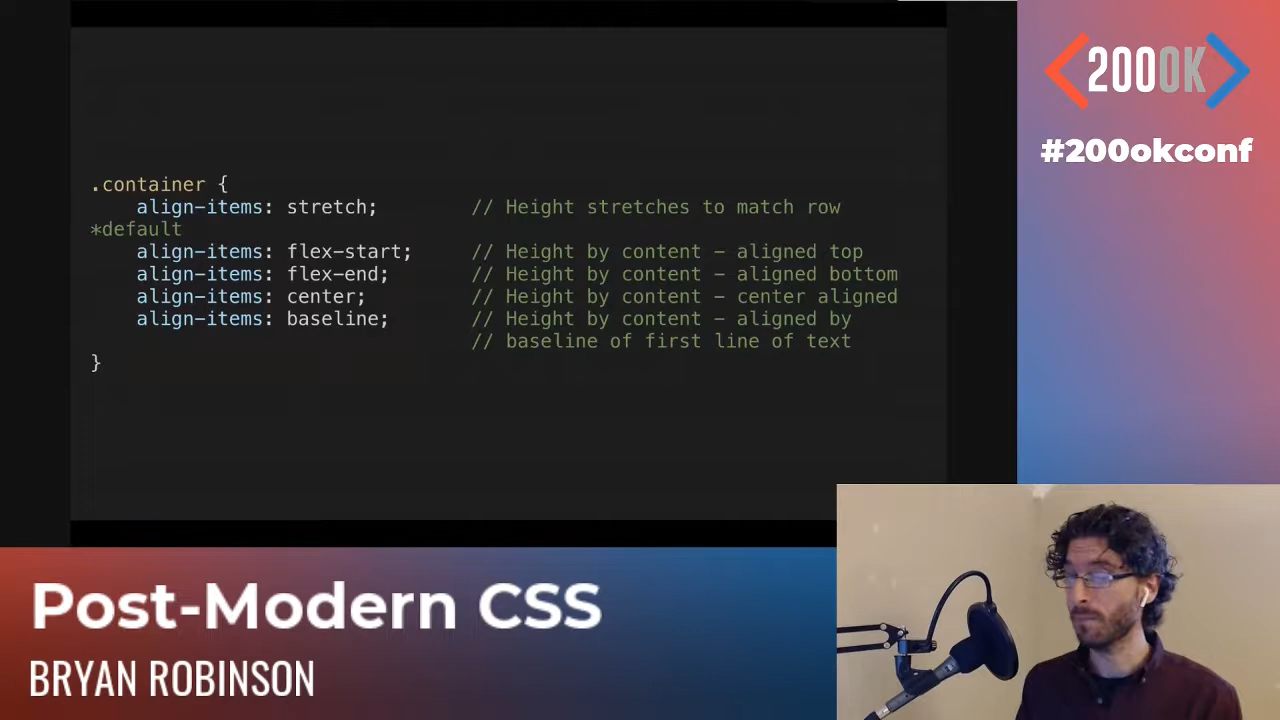 .container {
    align-items: stretch;        // Height stretches to match row
*default
    align-items: flex-start;     // Height by content - aligned top
    align-items: flex-end;       // Height by content - aligned bottom
    align-items: center;         // Height by content - center aligned
    align-items: baseline;       // Height by content - aligned by
                                 // baseline of first line of text
}
<200OK>
#200okconf
Post-Modern CSS
BRYAN ROBINSON